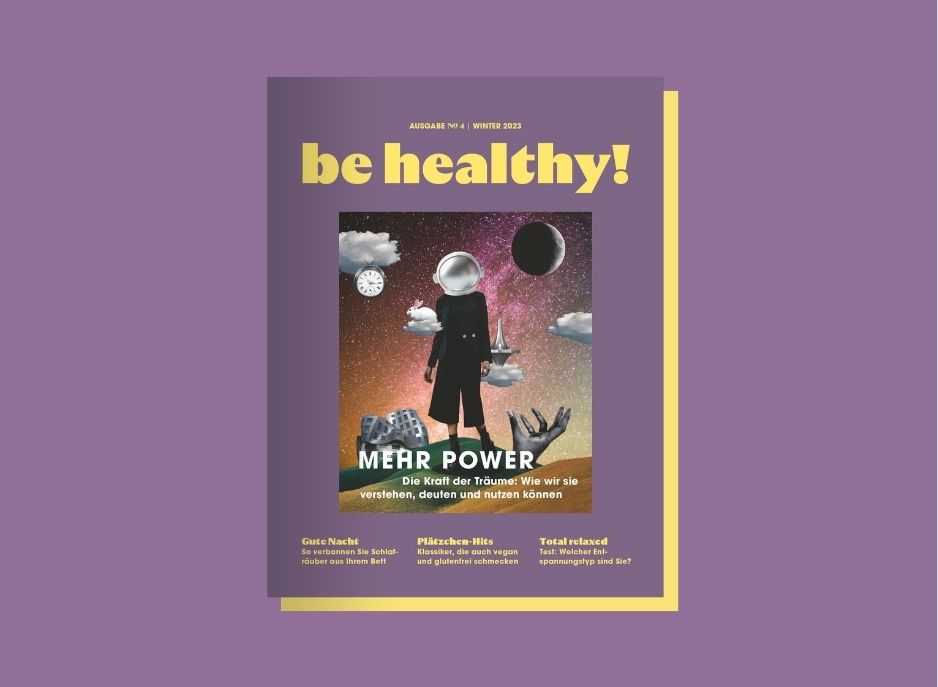 AUSGABE Nº 4 | WINTER 2023
be healthy!
MEHR POWER
Die Kraft der Träume: Wie wir sie
verstehen, deuten und nutzen können
Gute Nacht
So verbannen Sie Schlaf-
räuber aus Ihrem Bett
Plätzchen-Hits
Klassiker, die auch vegan
und glutenfrei schmecken
Total relaxed
Test: Welcher Ent-
spannungstyp sind Sie?